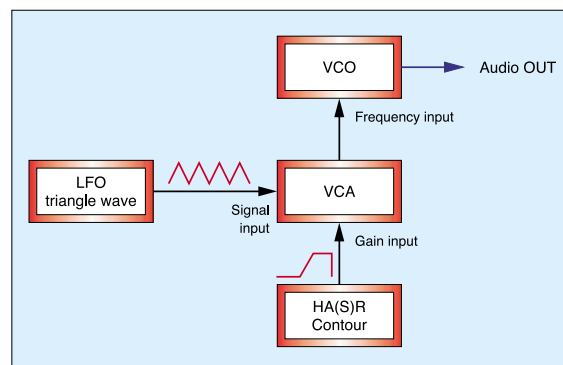 VCO
Audio OUT
Frequency input
LFO
triangle wave
VCA
Signal
input
Gain input
HA(S)R
Contour